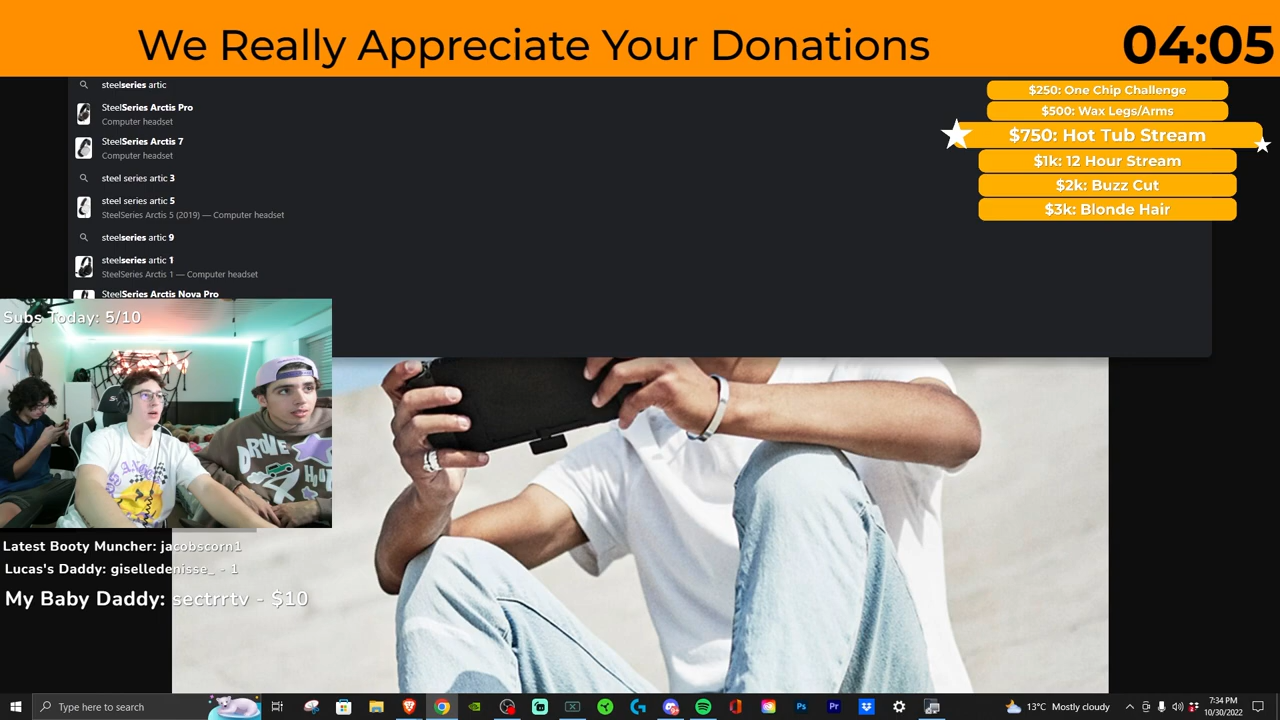 We Really Appreciate Your Donations
04:05
steelseries artic
SteelSeries Arctis Pro
Computer headset
SteelSeries Arctis 7
Computer headset
steel series artic 3
steel series artic 5
SteelSeries Arctis 5 (2019) — Computer headset
steelseries artic 9
steelseries artic 1
SteelSeries Arctis 1 — Computer headset
SteelSeries Arctis Nova Pro
$250: One Chip Challenge
$500: Wax Legs/Arms
$750: Hot Tub Stream
$1k: 12 Hour Stream
$2k: Buzz Cut
$3k: Blonde Hair
Subs Today: 5/10
Latest Booty Muncher: jacobscorn1
Lucas's Daddy: giselledenisse_ - 1
My Baby Daddy: sectrrtv - $10
Type here to search
13°C Mostly cloudy
7:34 PM
10/30/2022